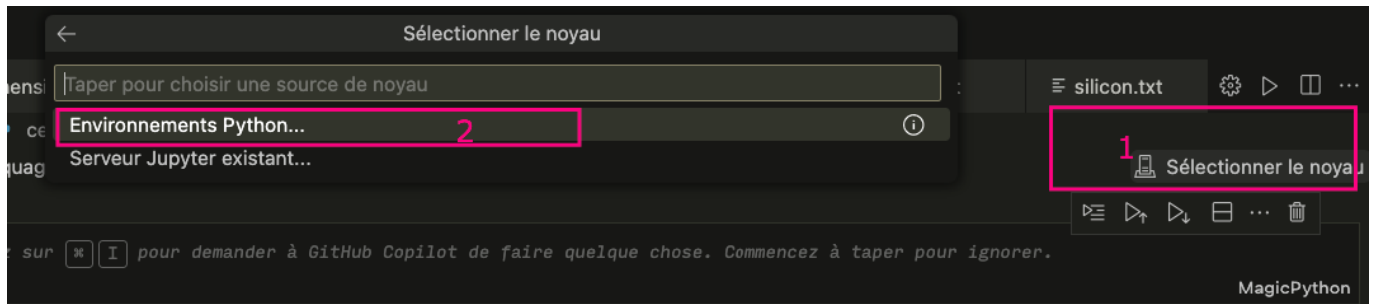 Sélectionner le noyau
Taper pour choisir une source de noyau
silicon.txt
Environnements Python...
2
Serveur Jupyter existant...
1
Sélectionner le noyau
sur ⌘ I pour demander à GitHub Copilot de faire quelque chose. Commencez à taper pour ignorer.
MagicPython